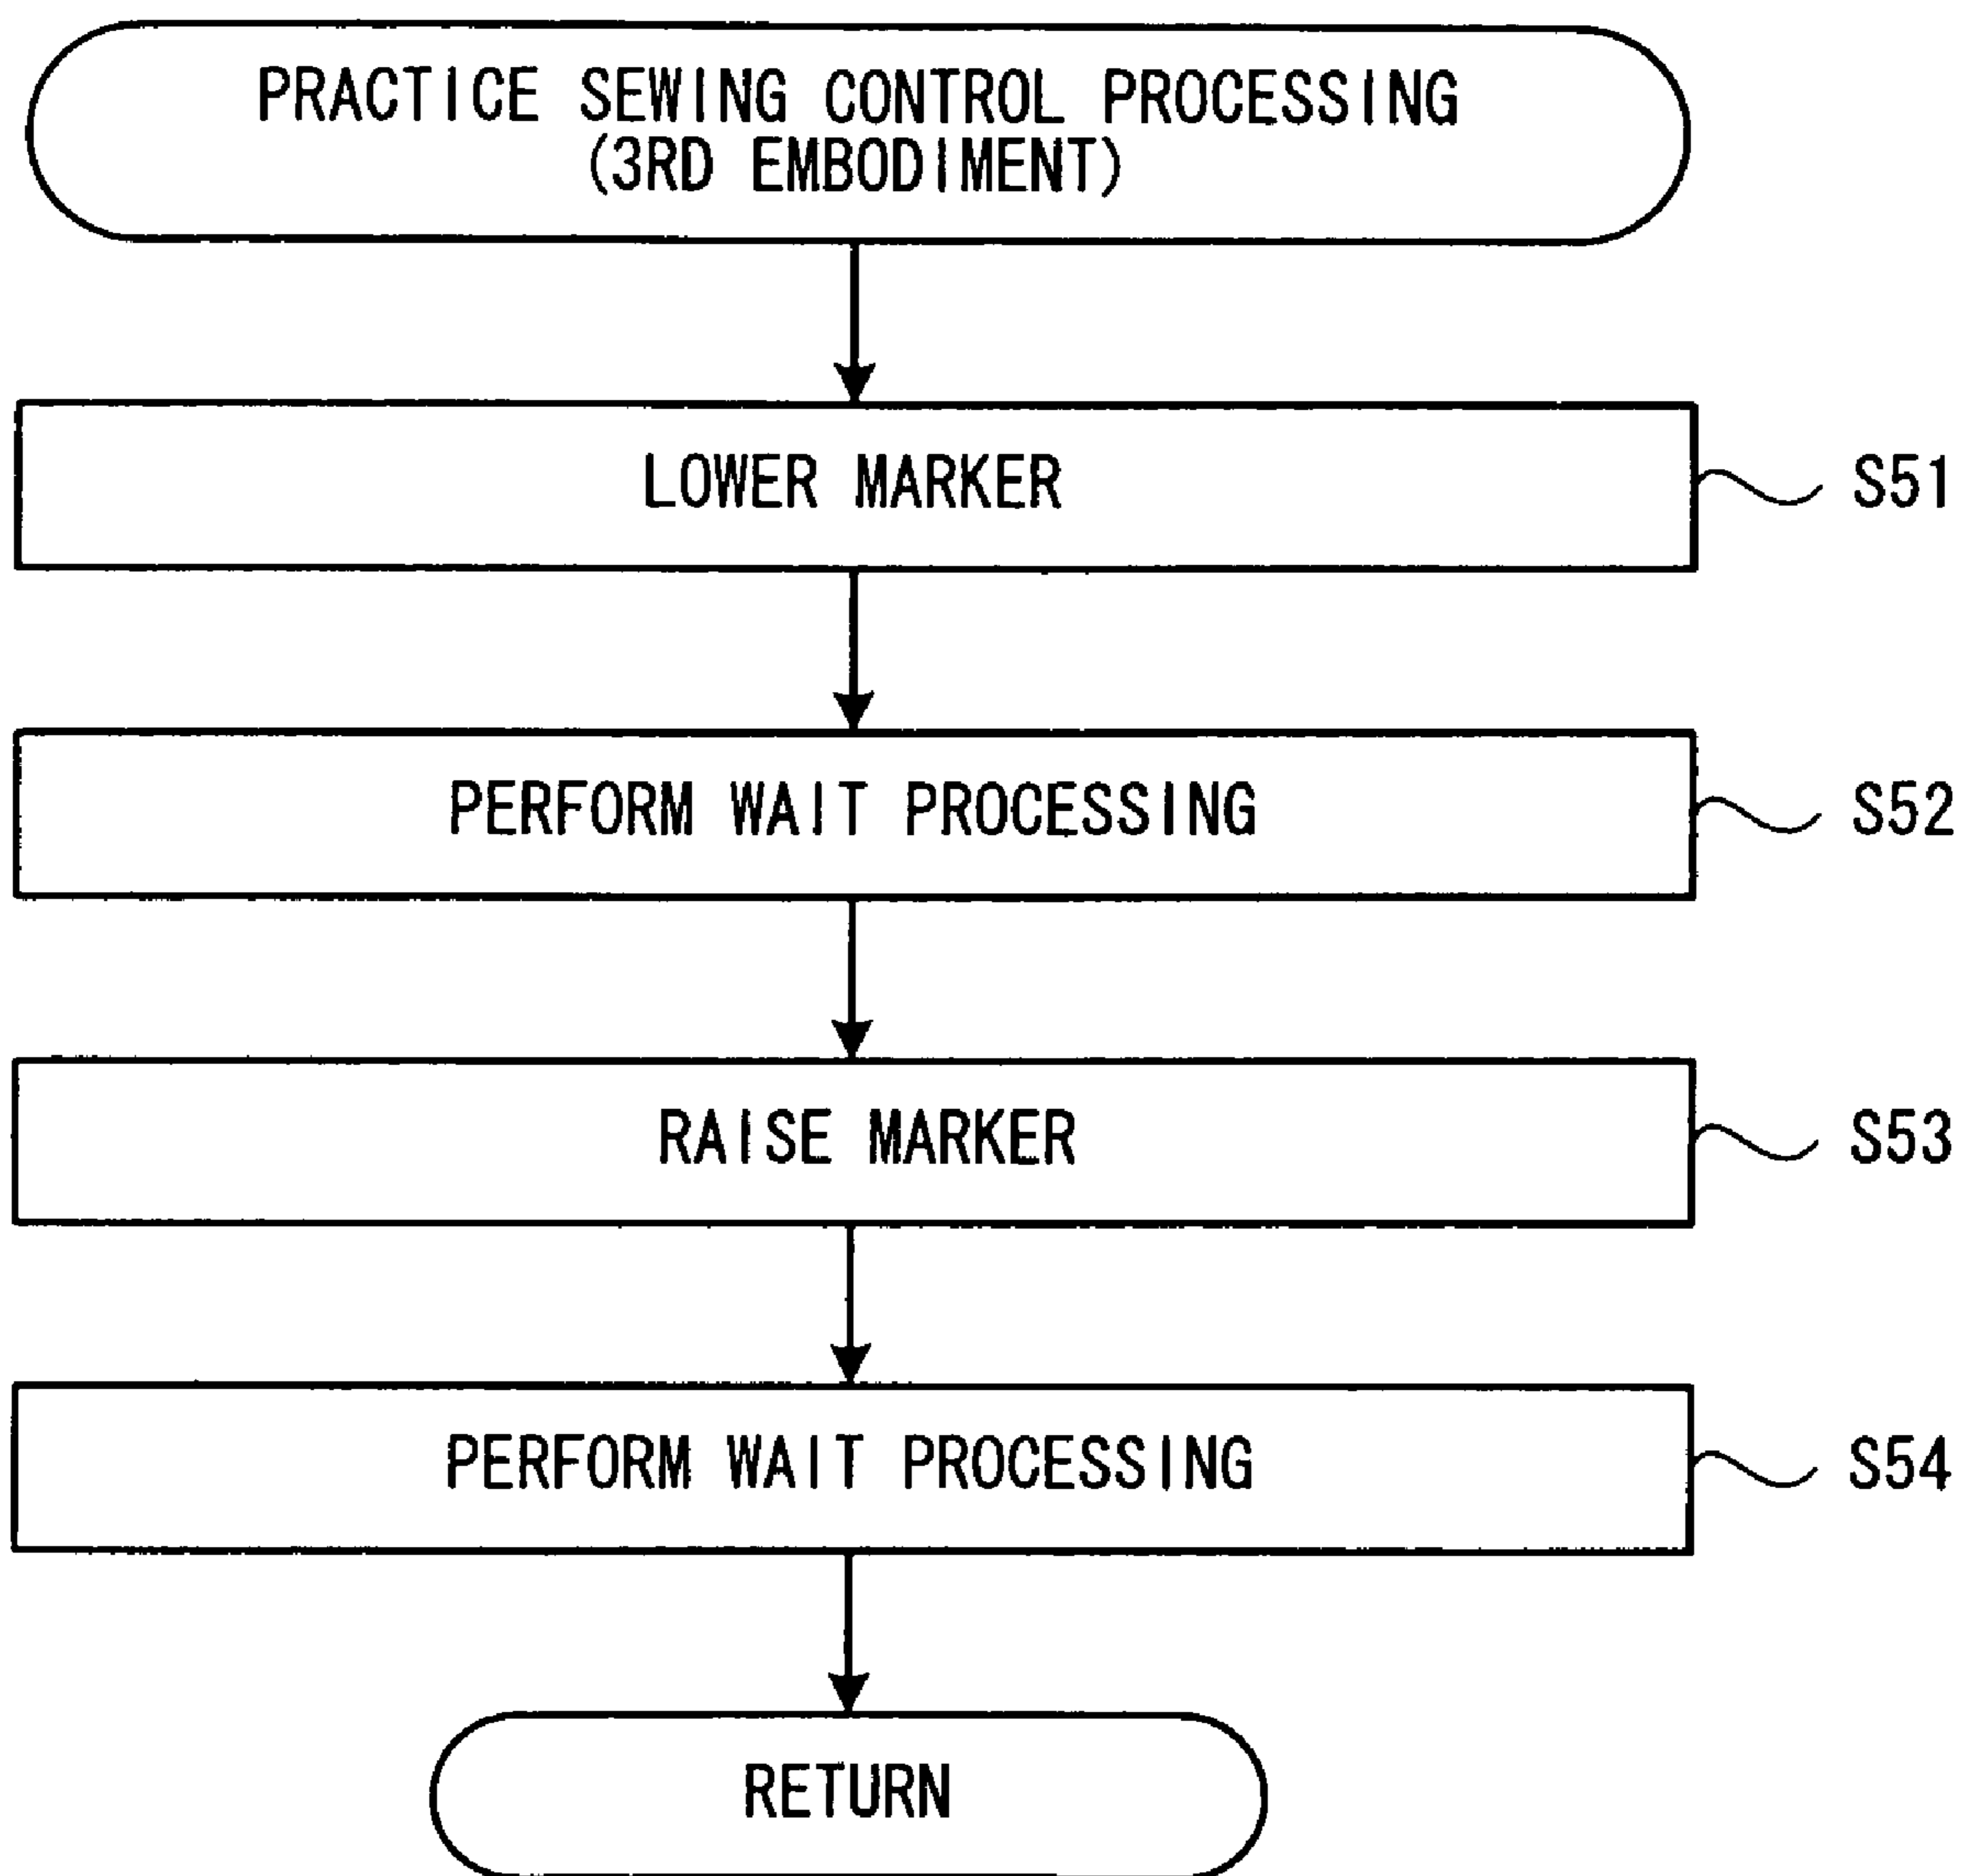 PRACTICE SEWING CONTROL PROCESSING
(3RD EMBODIMENT)
LOWER MARKER
S51
PERFORM WAIT PROCESSING
S52
RAISE MARKER
S53
PERFORM WAIT PROCESSING
S54
RETURN